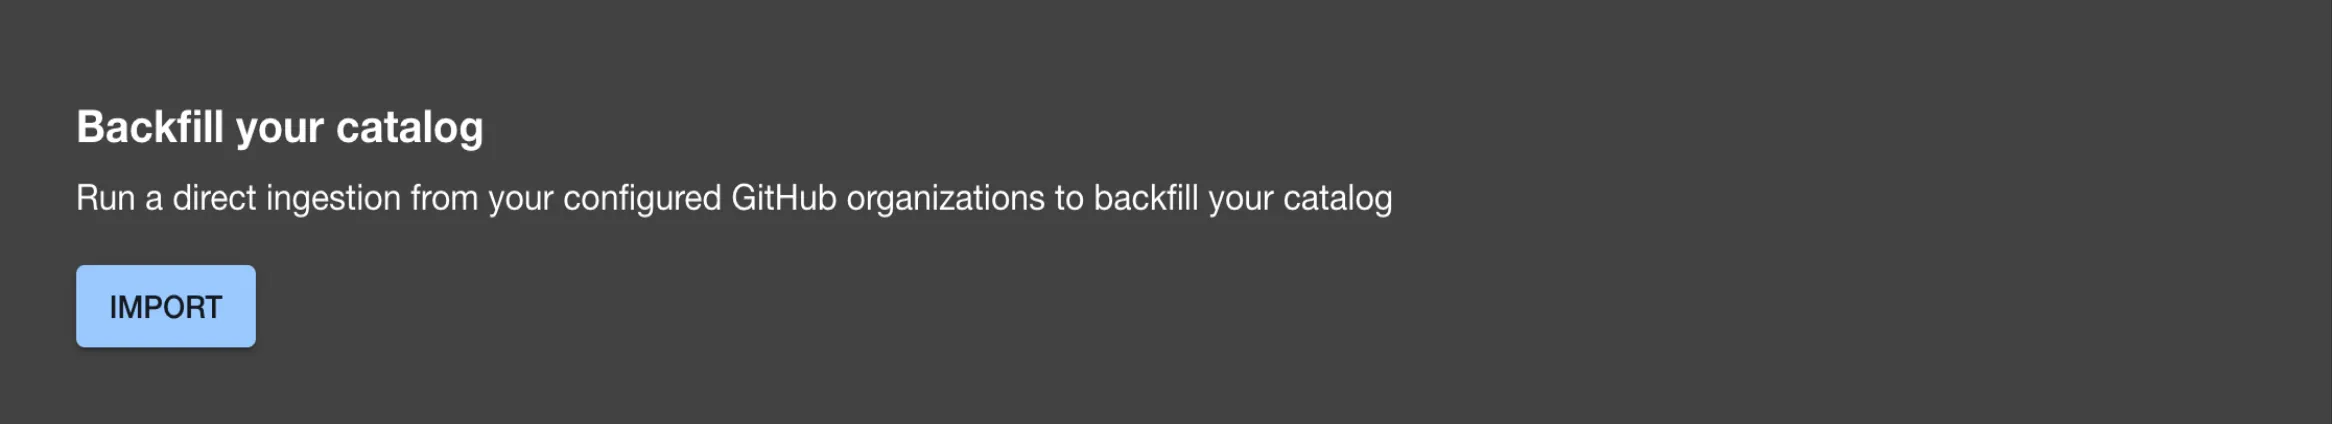 Backfill your catalog
Run a direct ingestion from your configured GitHub organizations to backfill your catalog
IMPORT